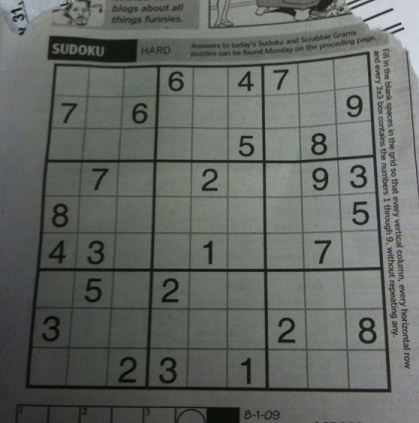 blogs about all
things funnies.
SUDOKU HARD Answers to today's Sudoku and Scrabble Grams
puzzles can be found Monday on the preceding page.
6 4 7
7 6 9
5 8
7 2 9 3
8 5
4 3 1 7
5 2
3 2 8
2 3 1
Fill in the blank spaces in the grid so that every vertical column, every horizontal row
and every 3x3 box contains the numbers 1 through 9, without repeating any.
1 2 3
8-1-09